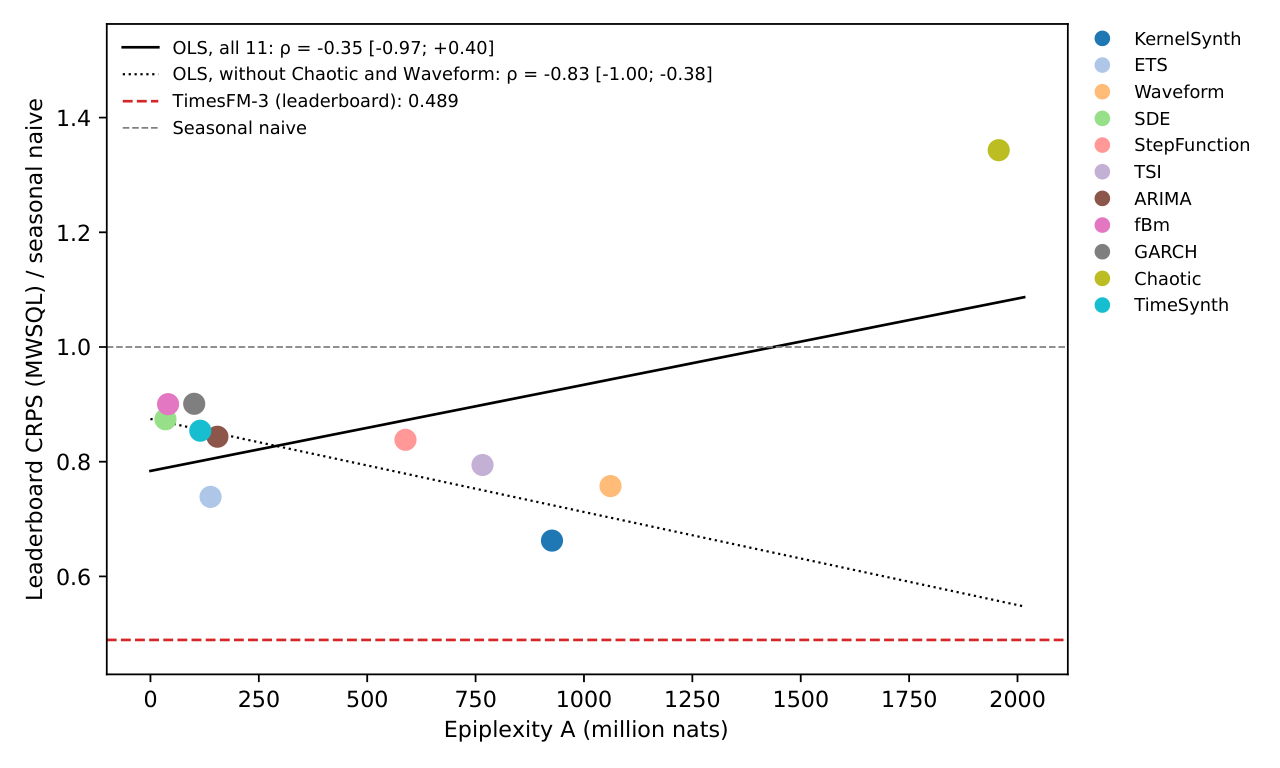 OLS, all 11: ρ = -0.35 [-0.97; +0.40]
OLS, without Chaotic and Waveform: ρ = -0.83 [-1.00; -0.38]
TimesFM-3 (leaderboard): 0.489
Seasonal naive
KernelSynth
ETS
Waveform
SDE
StepFunction
TSI
ARIMA
fBm
GARCH
Chaotic
TimeSynth
Leaderboard CRPS (MWSQL) / seasonal naive
1.4
1.2
1.0
0.8
0.6
0 250 500 750 1000 1250 1500 1750 2000
Epiplexity A (million nats)